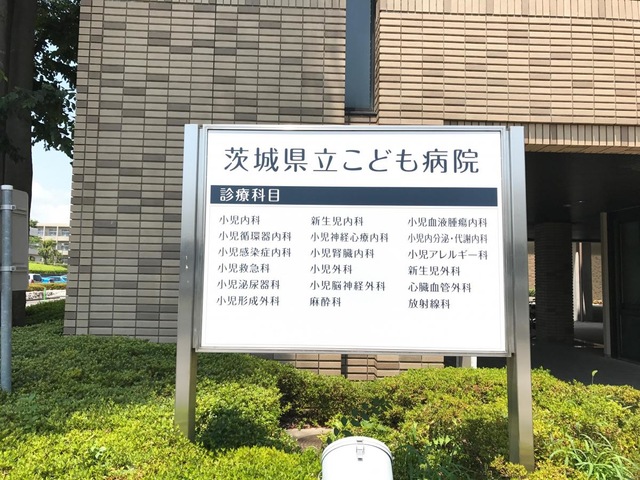 茨城県立こども病院
診療科目
小児内科 新生児内科 小児血液腫瘍内科
小児循環器内科 小児神経心療内科 小児内分泌・代謝内科
小児感染症内科 小児腎臓内科 小児アレルギー科
小児救急科 小児外科 新生児外科
小児泌尿器科 小児脳神経外科 心臓血管外科
小児形成外科 麻酔科 放射線科